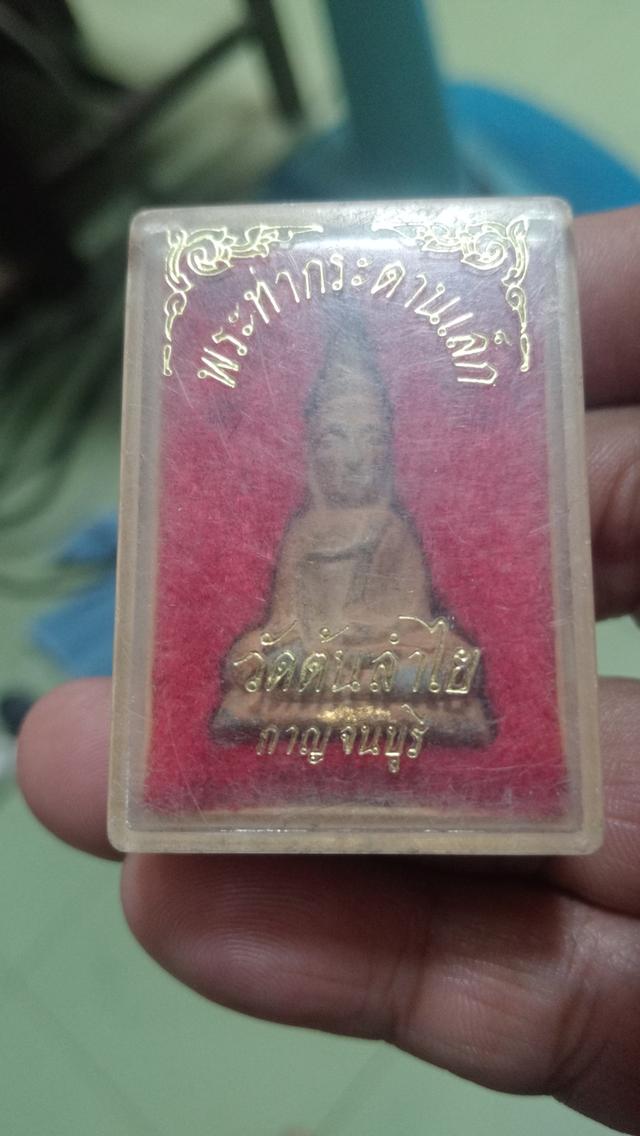 พระท่ากระดานเล็ก
วัดต้นลำไย
กาญจนบุรี